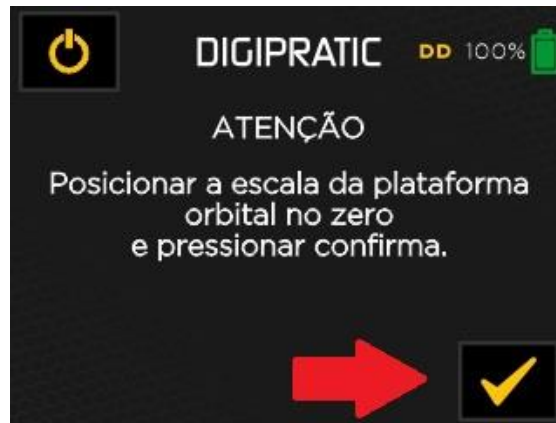 DIGIPRATIC DD 100%
ATENÇÃO
Posicionar a escala da plataforma
orbital no zero
e pressionar confirma.